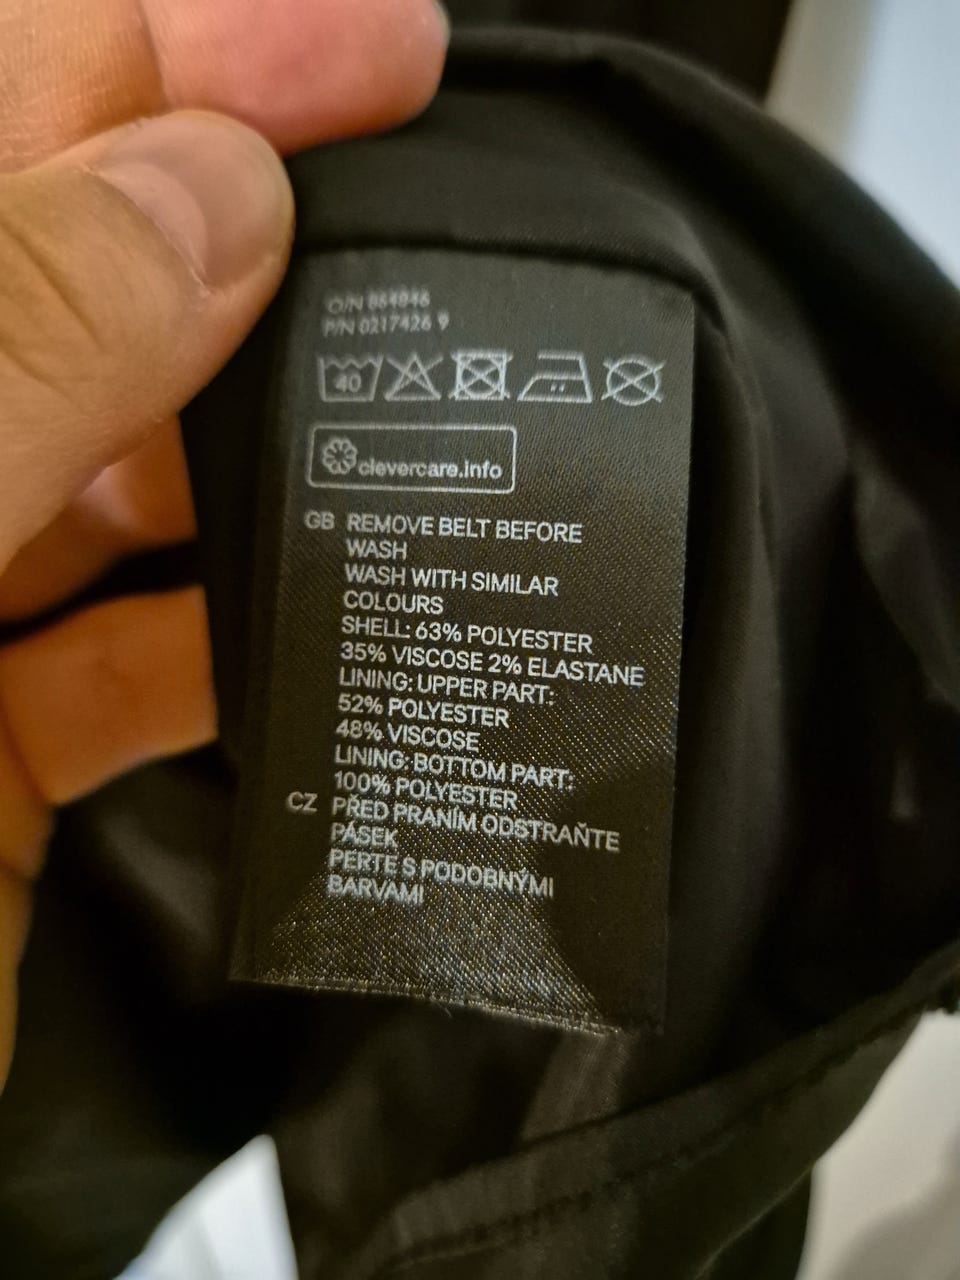 O/N 864046
P/N 0217426 9
40
clevercare.info
GB REMOVE BELT BEFORE
WASH
WASH WITH SIMILAR
COLOURS
SHELL: 63% POLYESTER
35% VISCOSE 2% ELASTANE
LINING: UPPER PART:
52% POLYESTER
48% VISCOSE
LINING: BOTTOM PART:
100% POLYESTER
CZ PŘED PRANÍM ODSTRAŇTE
PÁSEK
PERTE S PODOBNÝMI
BARVAMI